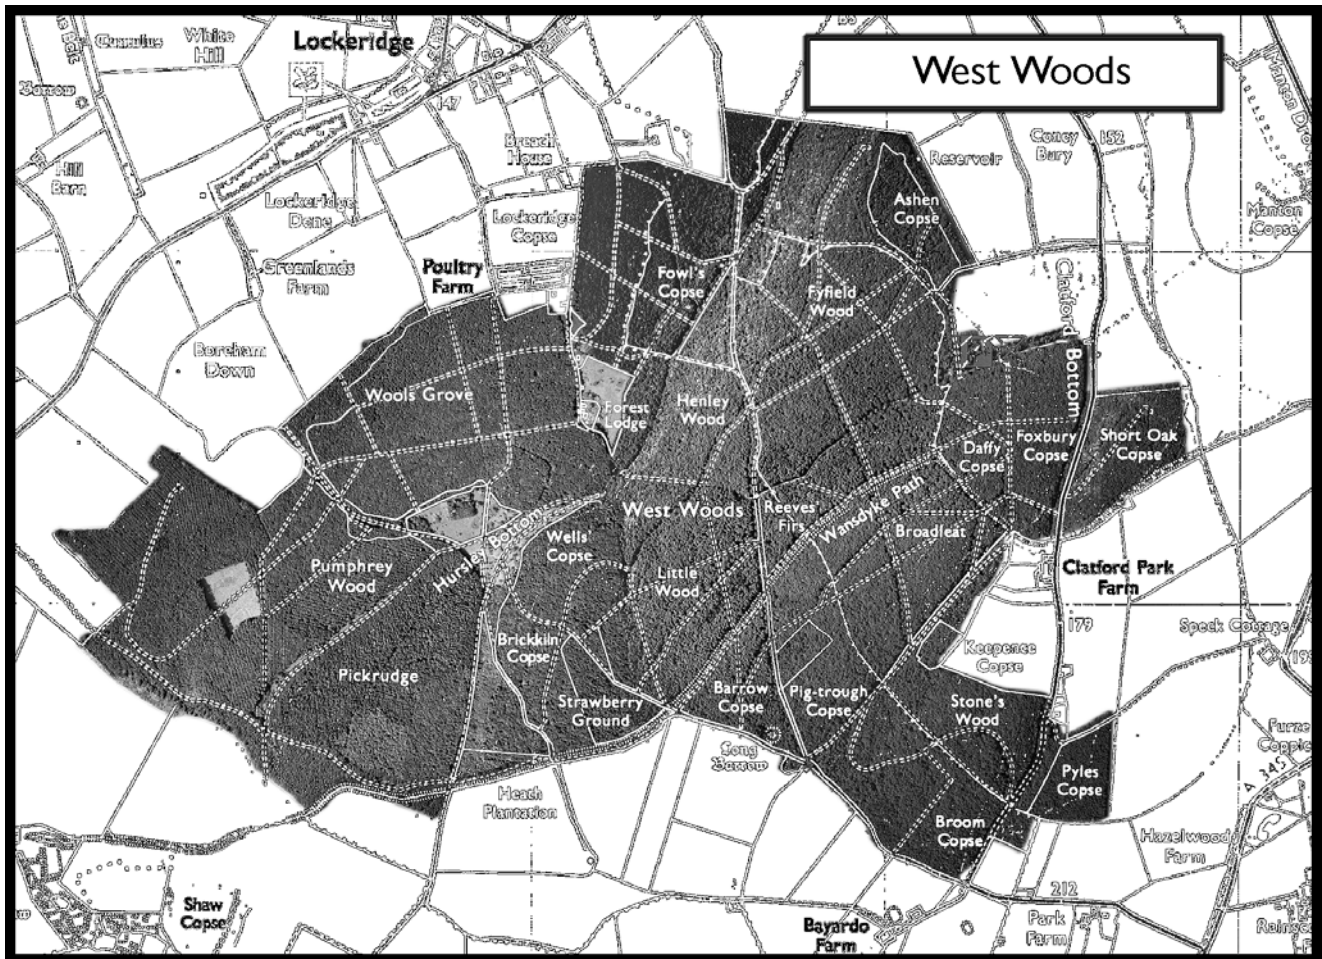 West Woods
Lockeridge
White
Hill
Cumulus
Barrow
Hill
Barn
147
Breach
House
Lockeridge
Dene
Lockeridge
Copse
Greenlands
Farm
Poultry
Farm
Boreham
Down
Reservoir
Coney
Bury
152
Manton
Copse
Ashen
Copse
Fowl's
Copse
Fyfield
Wood
Clatford
Bottom
Wools Grove
Forest
Lodge
Henley
Wood
Daffy
Copse
Foxbury
Copse
Short Oak
Copse
West Woods
Reeves'
Firs
Wansdyke Path
Broadleat
Hursley Bottom
Wells'
Copse
Little
Wood
Pumphrey
Wood
Clatford Park
Farm
179
Speck Cottage
Brickkiln
Copse
Keepence
Copse
Pickrudge
Strawberry
Ground
Barrow
Copse
Pig-trough
Copse
Stone's
Wood
Long
Barrow
Pyles
Copse
A 345
Heath
Plantation
Broom
Copse
Hazelwood
Farm
212
Shaw
Copse
Bayardo
Farm
Park
Farm